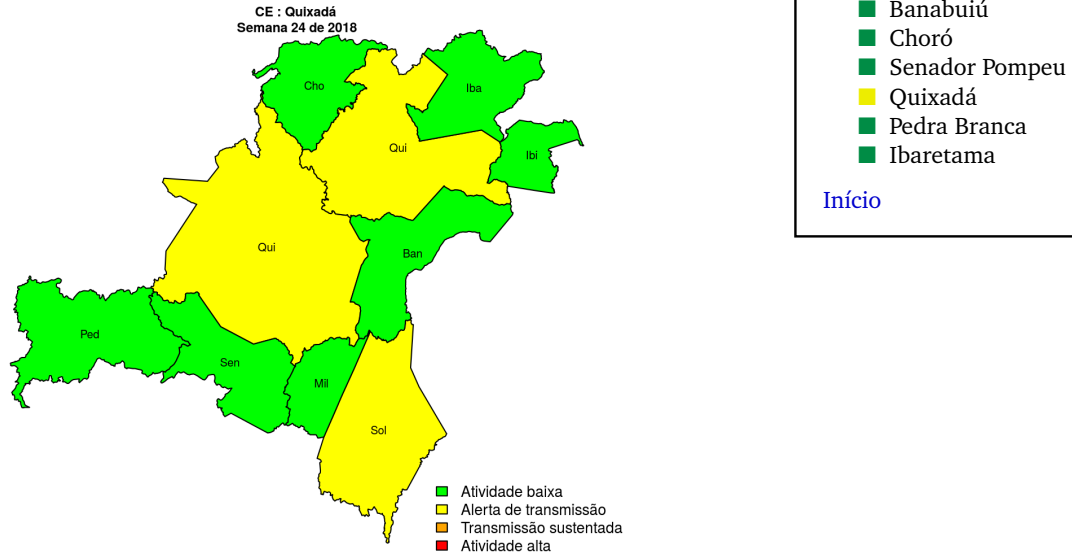 CE : Quixadá
Semana 24 de 2018
Cho
Iba
Qui
Ibi
Qui
Ban
Ped
Sen
Mil
Sol
Atividade baixa
Alerta de transmissão
Transmissão sustentada
Atividade alta
Banabuiú
Choró
Senador Pompeu
Quixadá
Pedra Branca
Ibaretama
Início